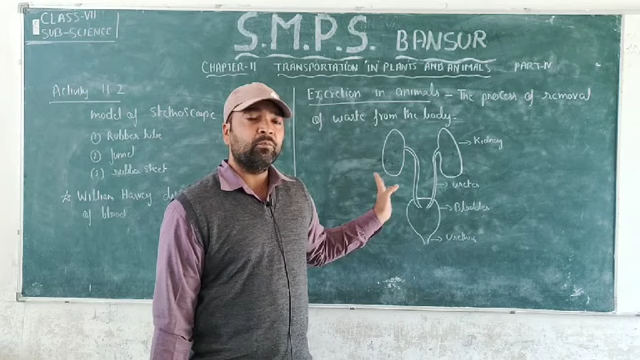 CLASS-VII
SUB-SCIENCE
S.M.P.S. BANSUR
CHAPTER-11 TRANSPORTATION IN PLANTS AND ANIMALS PART-IV
Activity 11.2
model of Stethoscope
① Rubber tube
② funnel
③ rubber sheet
☆ William Harvey
of blood
Excretion in animals - The process of removal
of waste from the body.
Kidney
Ureter
Bladder
Urethra